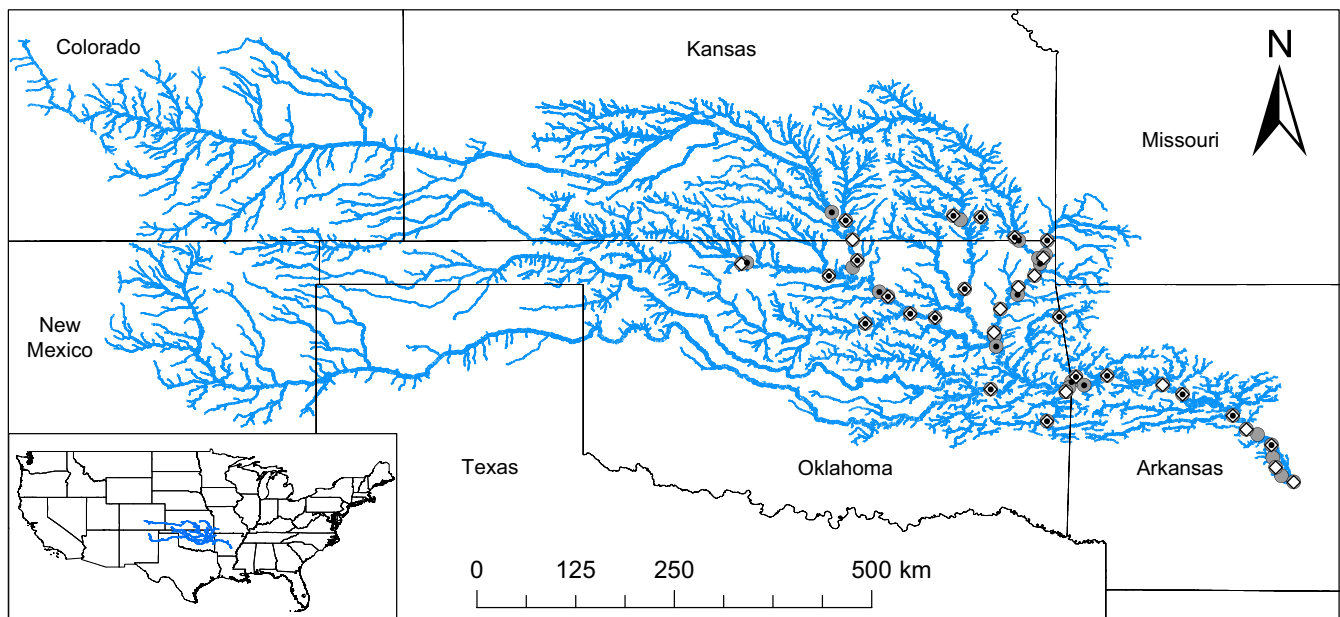 Colorado
Kansas
N
Missouri
New
Mexico
Texas
Oklahoma
Arkansas
0 125 250 500 km